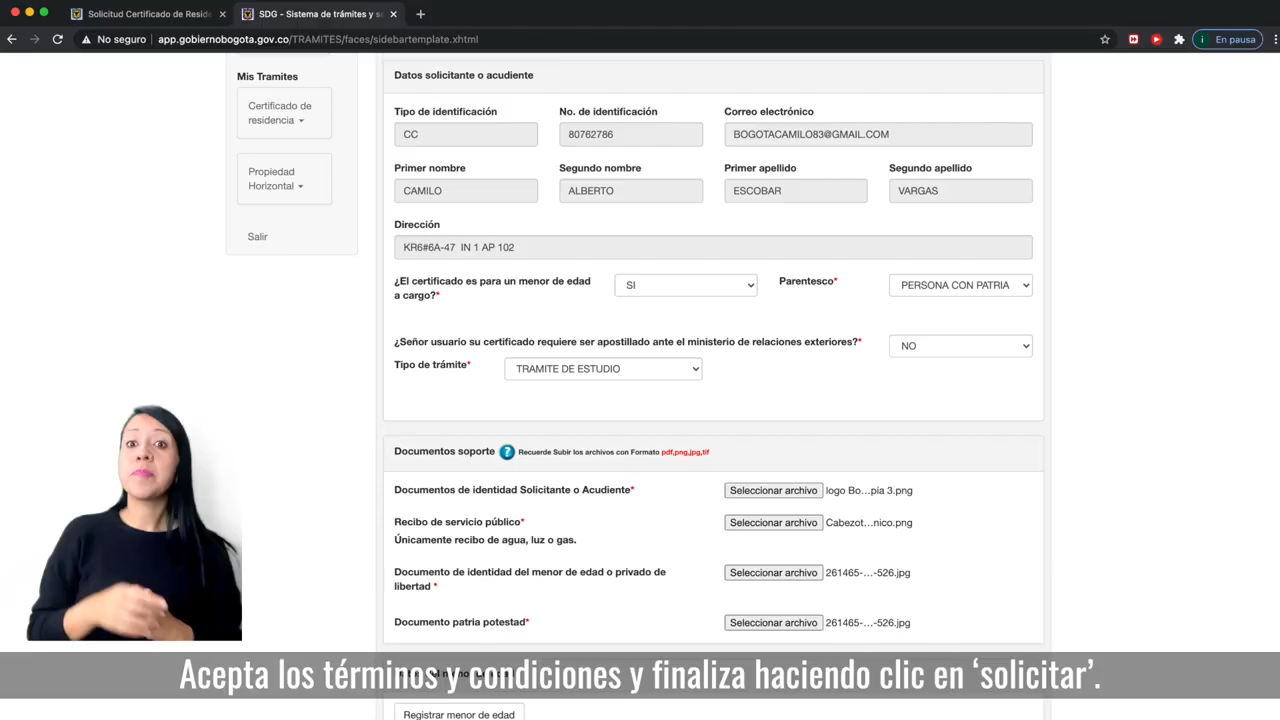 Solicitud Certificado de Reside
SDG - Sistema de trámites y se
No seguro
app.gobiernobogota.gov.co/TRAMITES/faces/sidebartemplate.xhtml
En pausa
Mis Tramites
Certificado de
residencia
Propiedad
Horizontal
Salir
Datos solicitante o acudiente
Tipo de identificación No. de identificación Correo electrónico
CC 80762786 BOGOTACAMILO83@GMAIL.COM
Primer nombre Segundo nombre Primer apellido Segundo apellido
CAMILO ALBERTO ESCOBAR VARGAS
Dirección
KR6#6A-47 IN 1 AP 102
¿El certificado es para un menor de edad
a cargo?*
SI
Parentesco*
PERSONA CON PATRIA
¿Señor usuario su certificado requiere ser apostillado ante el ministerio de relaciones exteriores?* NO
Tipo de trámite* TRAMITE DE ESTUDIO
Documentos soporte ? Recuerde Subir los archivos con Formato pdf,png,jpg,tif
Documentos de identidad Solicitante o Acudiente* Seleccionar archivo logo Bo...pia 3.png
Recibo de servicio público* Seleccionar archivo Cabezot...nico.png
Únicamente recibo de agua, luz o gas.
Documento de identidad del menor de edad o privado de
libertad *
Seleccionar archivo 261465-...-526.jpg
Documento patria potestad* Seleccionar archivo 261465-...-526.jpg
Acepta los términos y condiciones y finaliza haciendo clic en ‘solicitar’.
Registrar menor de edad